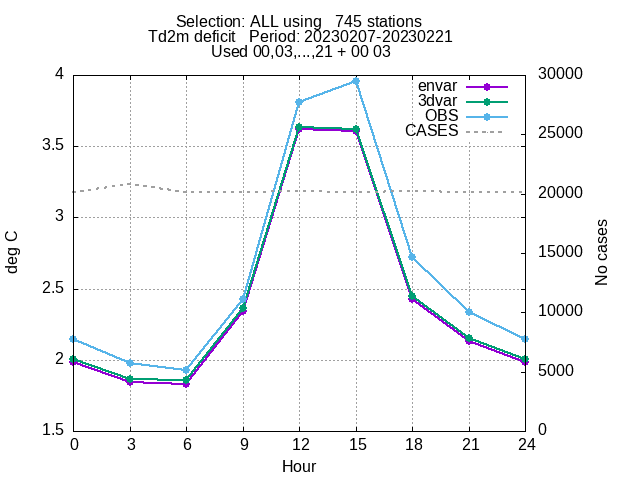 Selection: ALL using   745 stations
Td2m deficit   Period: 20230207-20230221
Used 00,03,...,21 + 00 03
4
3.5
3
2.5
2
1.5
deg C
30000
25000
20000
15000
10000
5000
0
No cases
envar
3dvar
OBS
CASES
0 3 6 9 12 15 18 21 24
Hour